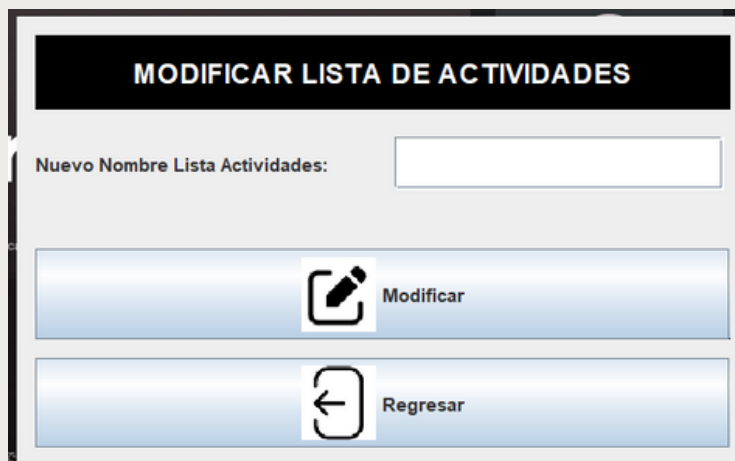 MODIFICAR LISTA DE ACTIVIDADES
Nuevo Nombre Lista Actividades:
Modificar
Regresar